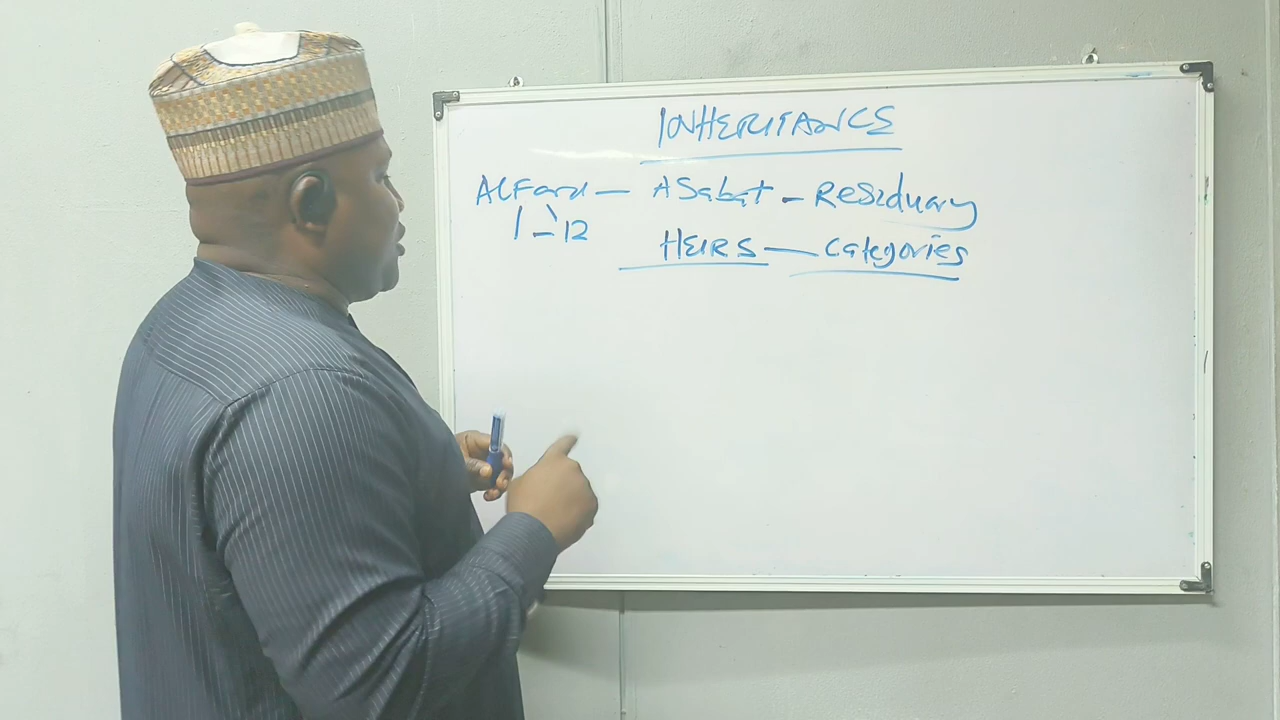 INHERITANCE
ALFard — ASabat - Residuary
1 - 12
HEIRS — Categories